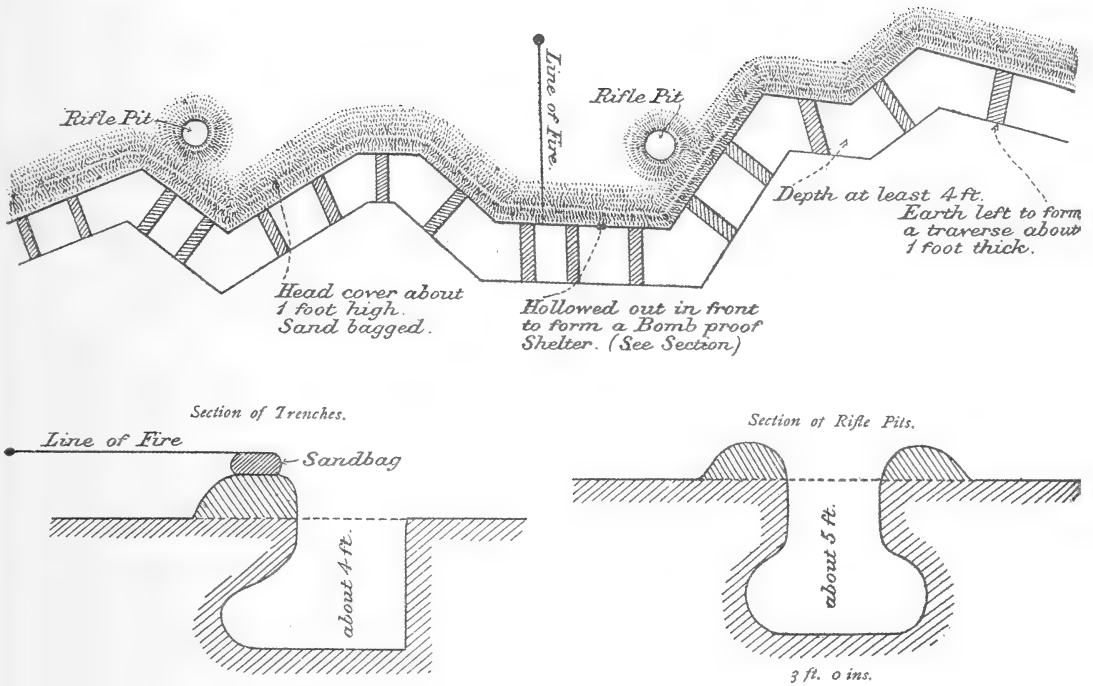 Line of Fire.
Rifle Pit
Rifle Pit
Depth at least 4 ft.
Earth left to form
a traverse about
1 foot thick.
Head cover about
1 foot high.
Sand bagged.
Hollowed out in front
to form a Bomb proof
Shelter. (See Section)
Section of Trenches.
Line of Fire
Sandbag
about 4 ft.
Section of Rifle Pits.
about 5 ft.
3 ft. 0 ins.